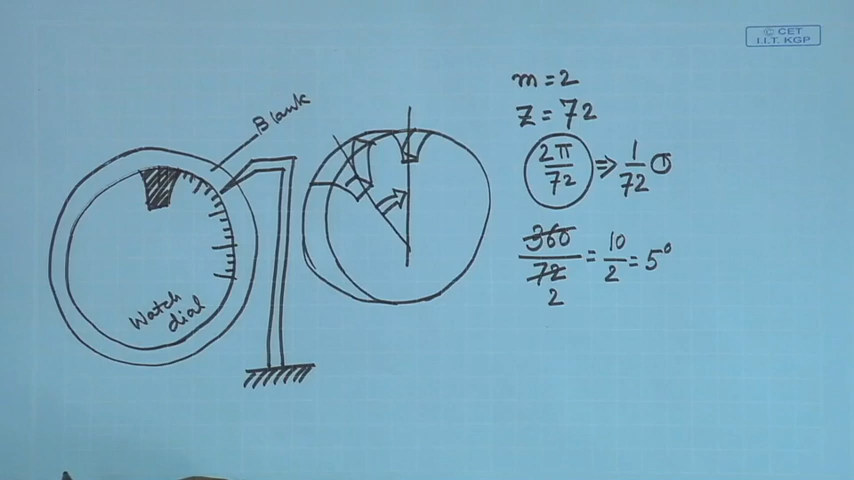 © CET
I.I.T. KGP
Blank
Watch
dial
m = 2
Z = 72
2π/72 ⇒ 1/72
360/72 = 10/2 = 5°
2